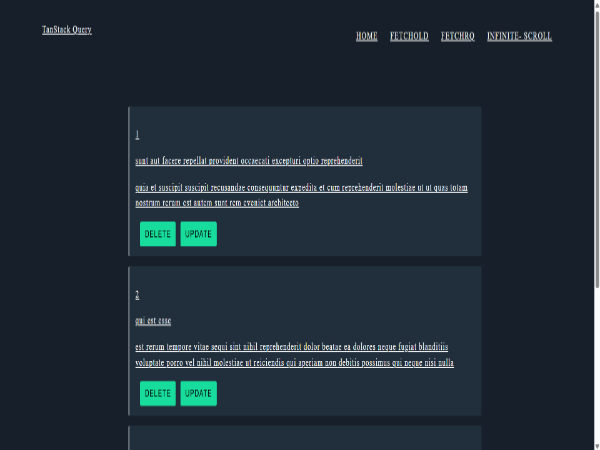 TanStack Query
HOME FETCHOLD FETCHRQ INFINITE- SCROLL
1
sunt aut facere repellat provident occaecati excepturi optio reprehenderit
quia et suscipit suscipit recusandae consequuntur expedita et cum reprehenderit molestiae ut ut quas totam
nostrum rerum est autem sunt rem eveniet architecto
DELETE UPDATE
2
qui est esse
est rerum tempore vitae sequi sint nihil reprehenderit dolor beatae ea dolores neque fugiat blanditiis
voluptate porro vel nihil molestiae ut reiciendis qui aperiam non debitis possimus qui neque nisi nulla
DELETE UPDATE